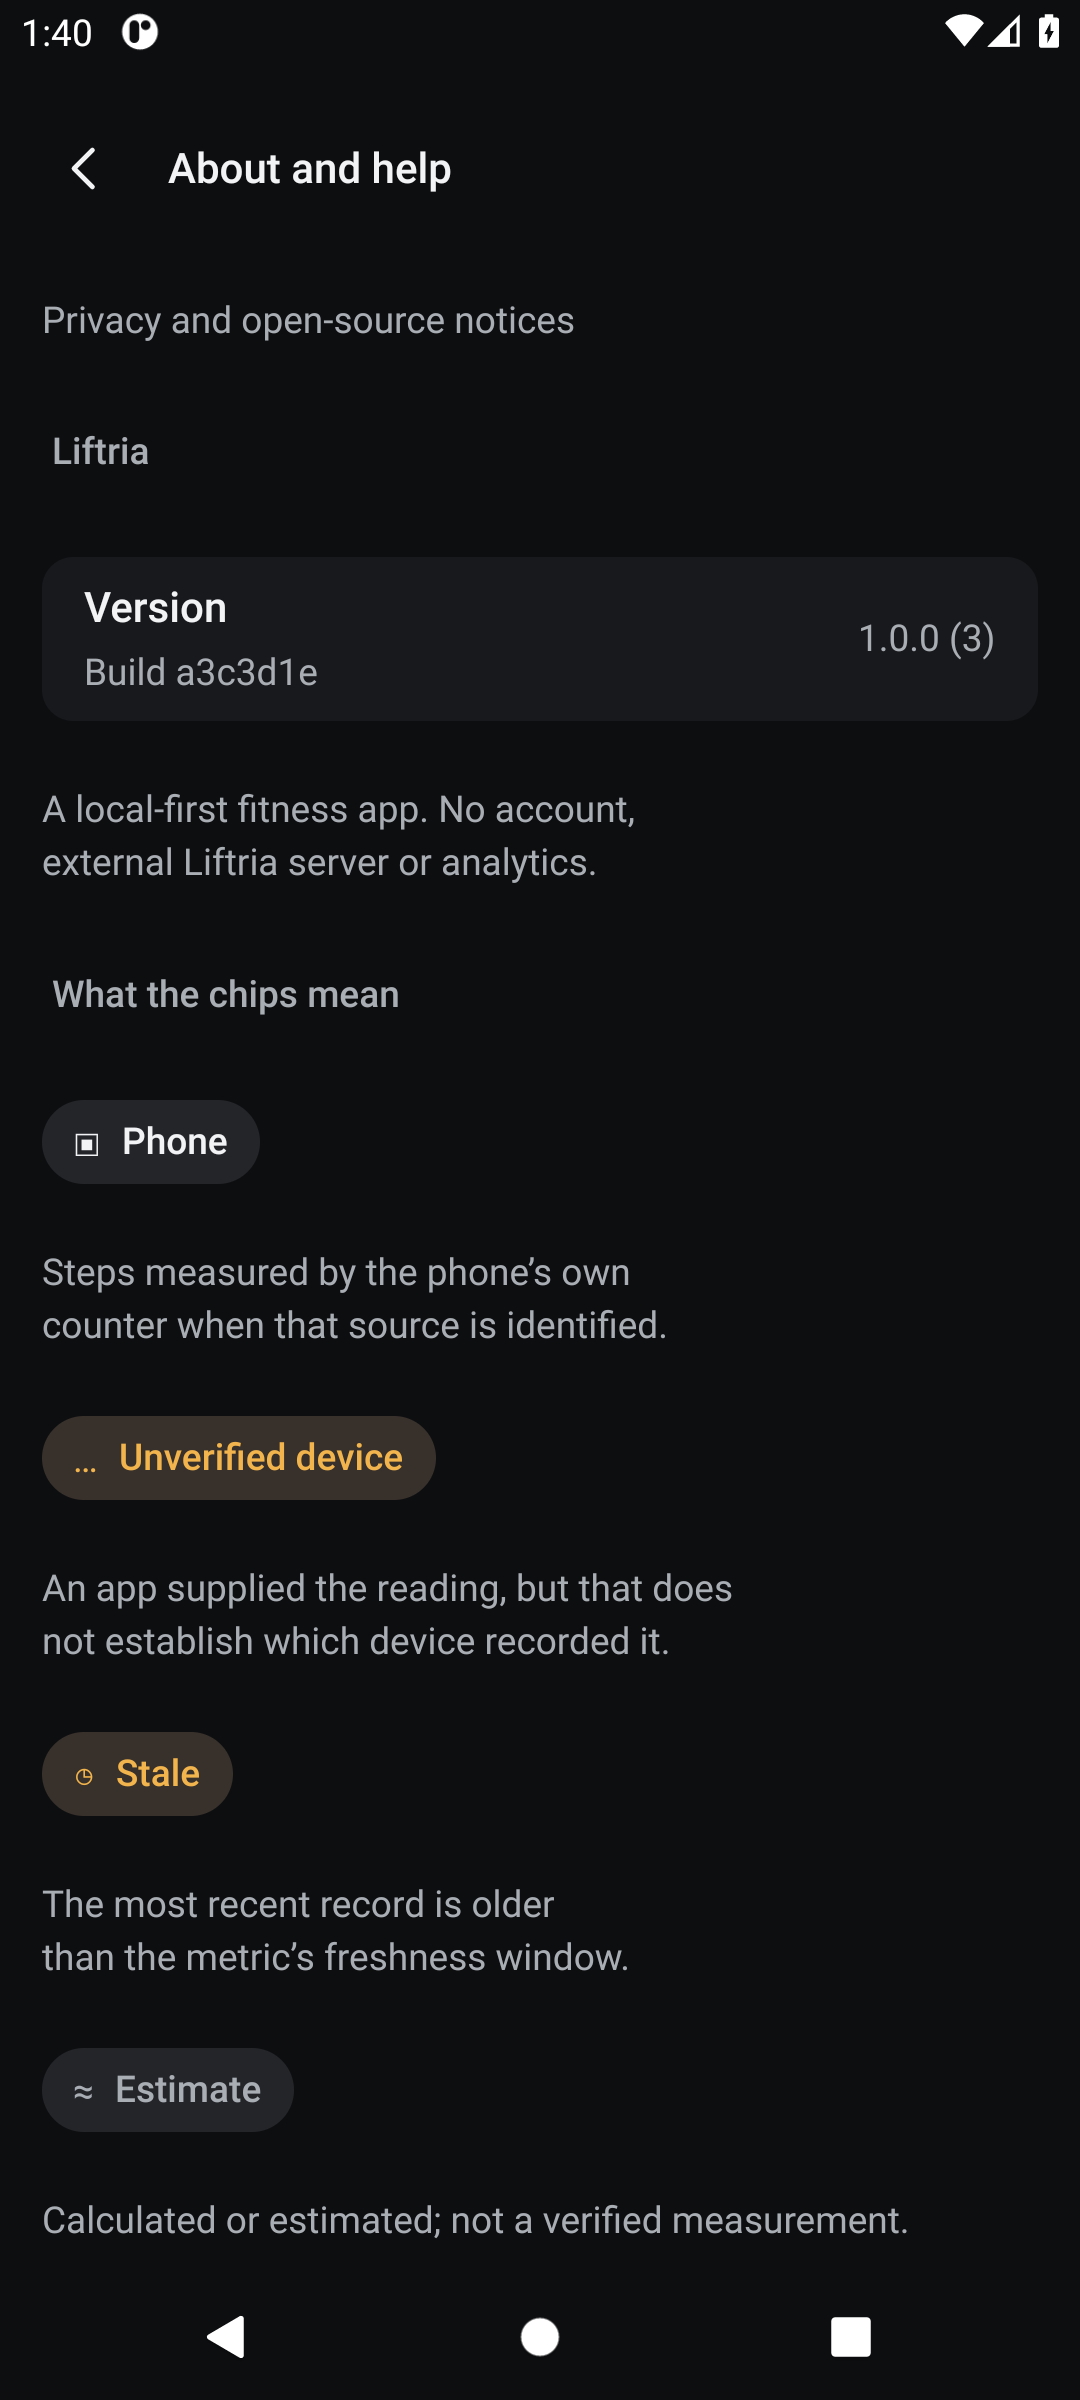 1:40
About and help
Privacy and open-source notices
Liftria
Version
Build a3c3d1e
1.0.0 (3)
A local-first fitness app. No account,
external Liftria server or analytics.
What the chips mean
▣ Phone
Steps measured by the phone’s own
counter when that source is identified.
… Unverified device
An app supplied the reading, but that does
not establish which device recorded it.
◷ Stale
The most recent record is older
than the metric’s freshness window.
≈ Estimate
Calculated or estimated; not a verified measurement.